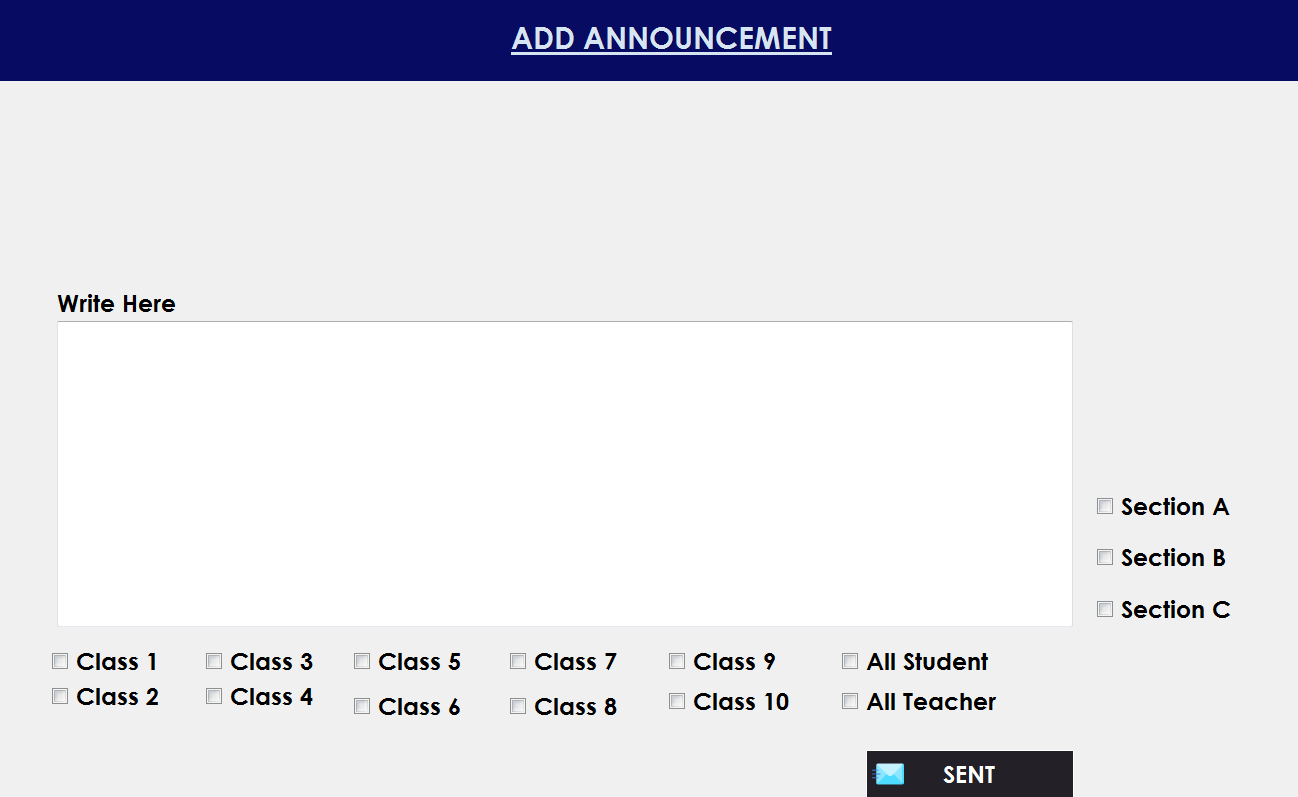 ADD ANNOUNCEMENT
Write Here
Section A
Section B
Section C
Class 1 Class 3 Class 5 Class 7 Class 9 All Student
Class 2 Class 4 Class 6 Class 8 Class 10 All Teacher
SENT